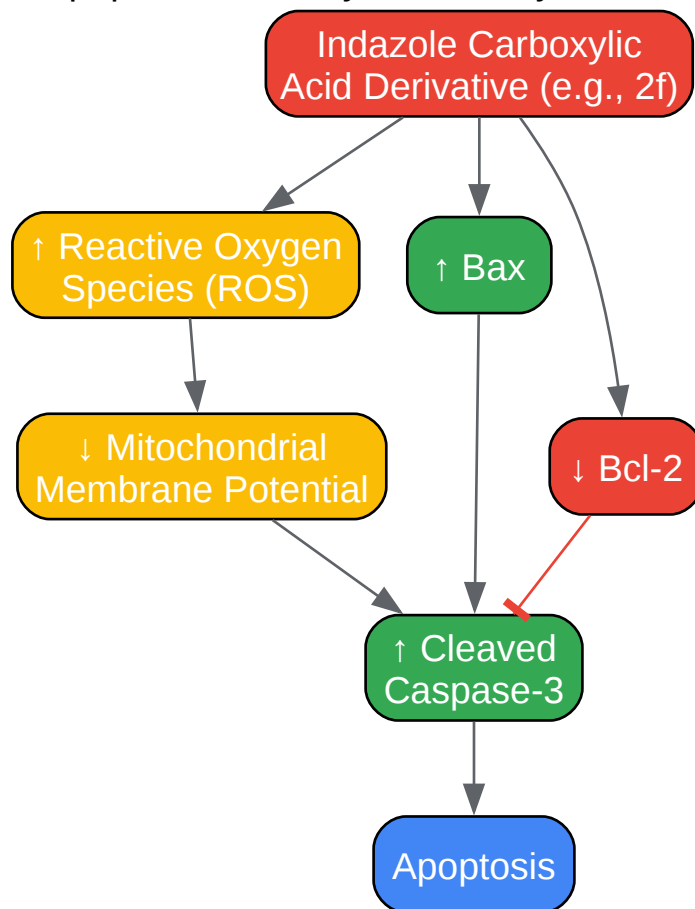 Indazole Carboxylic
Acid Derivative (e.g., 2f)
↑ Reactive Oxygen
Species (ROS)
↑ Bax
↓ Mitochondrial
Membrane Potential
↓ Bcl-2
↑ Cleaved
Caspase-3
Apoptosis